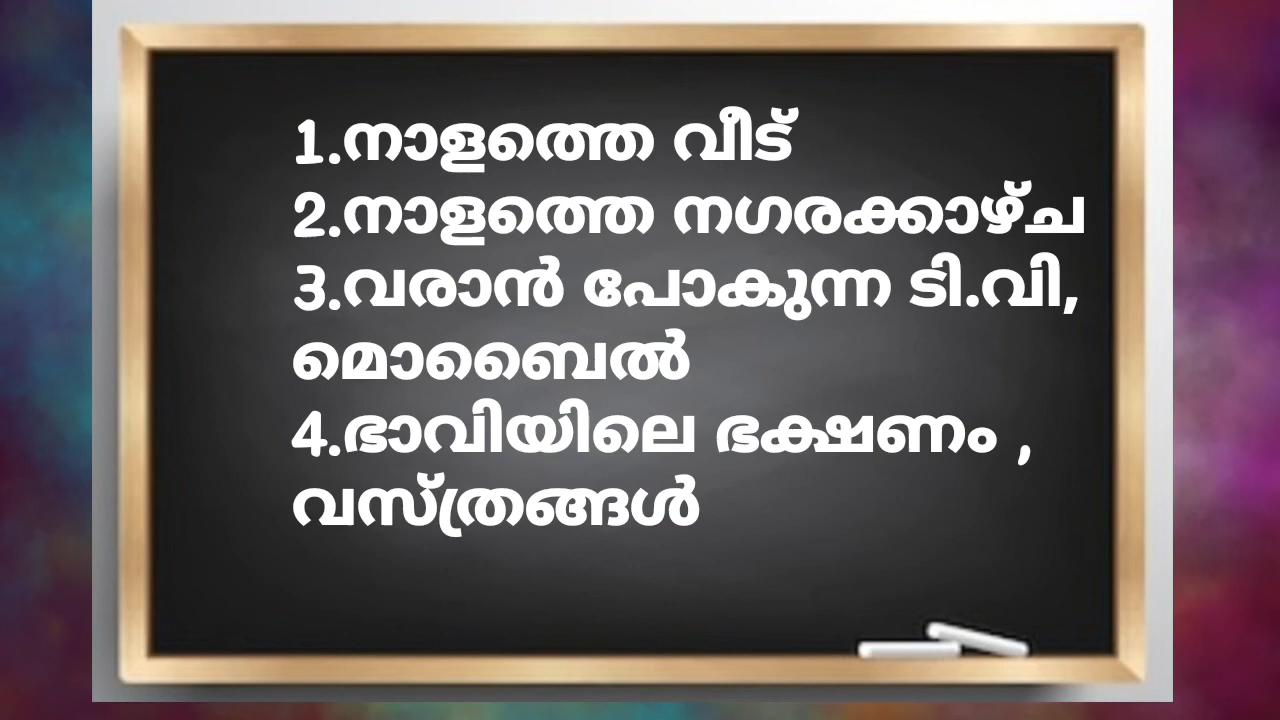 1.നാളത്തെ വീട്
2.നാളത്തെ നഗരക്കാഴ്ച
3.വരാൻ പോകുന്ന ടി.വി,
മൊബൈൽ
4.ഭാവിയിലെ ഭക്ഷണം ,
വസ്ത്രങ്ങൾ